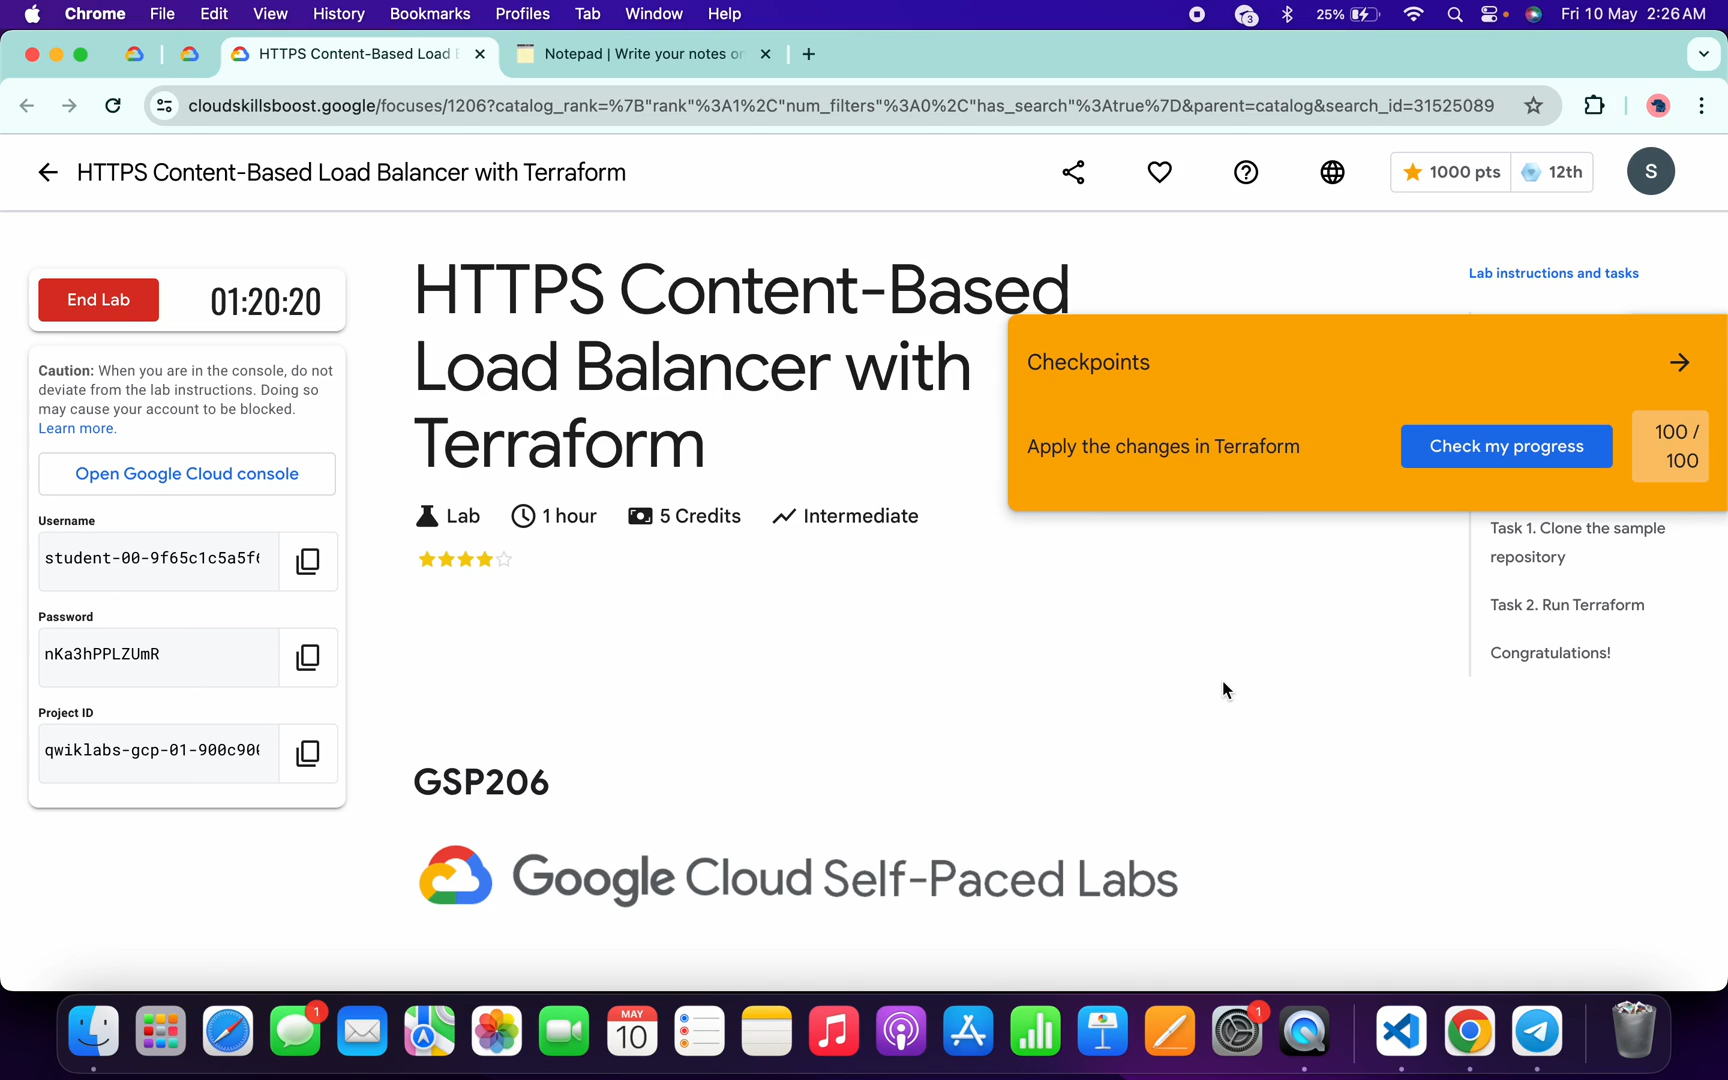 Chrome File Edit View History Bookmarks Profiles Tab Window Help
3 25% Fri 10 May 2:26 AM
HTTPS Content-Based Load
Notepad | Write your notes
cloudskillsboost.google/focuses/1206?catalog_rank=%7B"rank"%3A1%2C"num_filters"%3A0%2C"has_search"%3Atrue%7D&parent=catalog&search_id=31525089
HTTPS Content-Based Load Balancer with Terraform
1000 pts 12th S
End Lab 01:20:20
Caution: When you are in the console, do not
deviate from the lab instructions. Doing so
may cause your account to be blocked.
Learn more.
Open Google Cloud console
Username
student-00-9f65c1c5a5f
Password
nKa3hPPLZUmR
Project ID
qwiklabs-gcp-01-900c90
HTTPS Content-Based
Load Balancer with
Terraform
Lab 1 hour 5 Credits Intermediate
GSP206
Google Cloud Self-Paced Labs
Lab instructions and tasks
Checkpoints
Apply the changes in Terraform
Check my progress
100 /
100
Task 1. Clone the sample
repository
Task 2. Run Terraform
Congratulations!
1
MAY
10
1